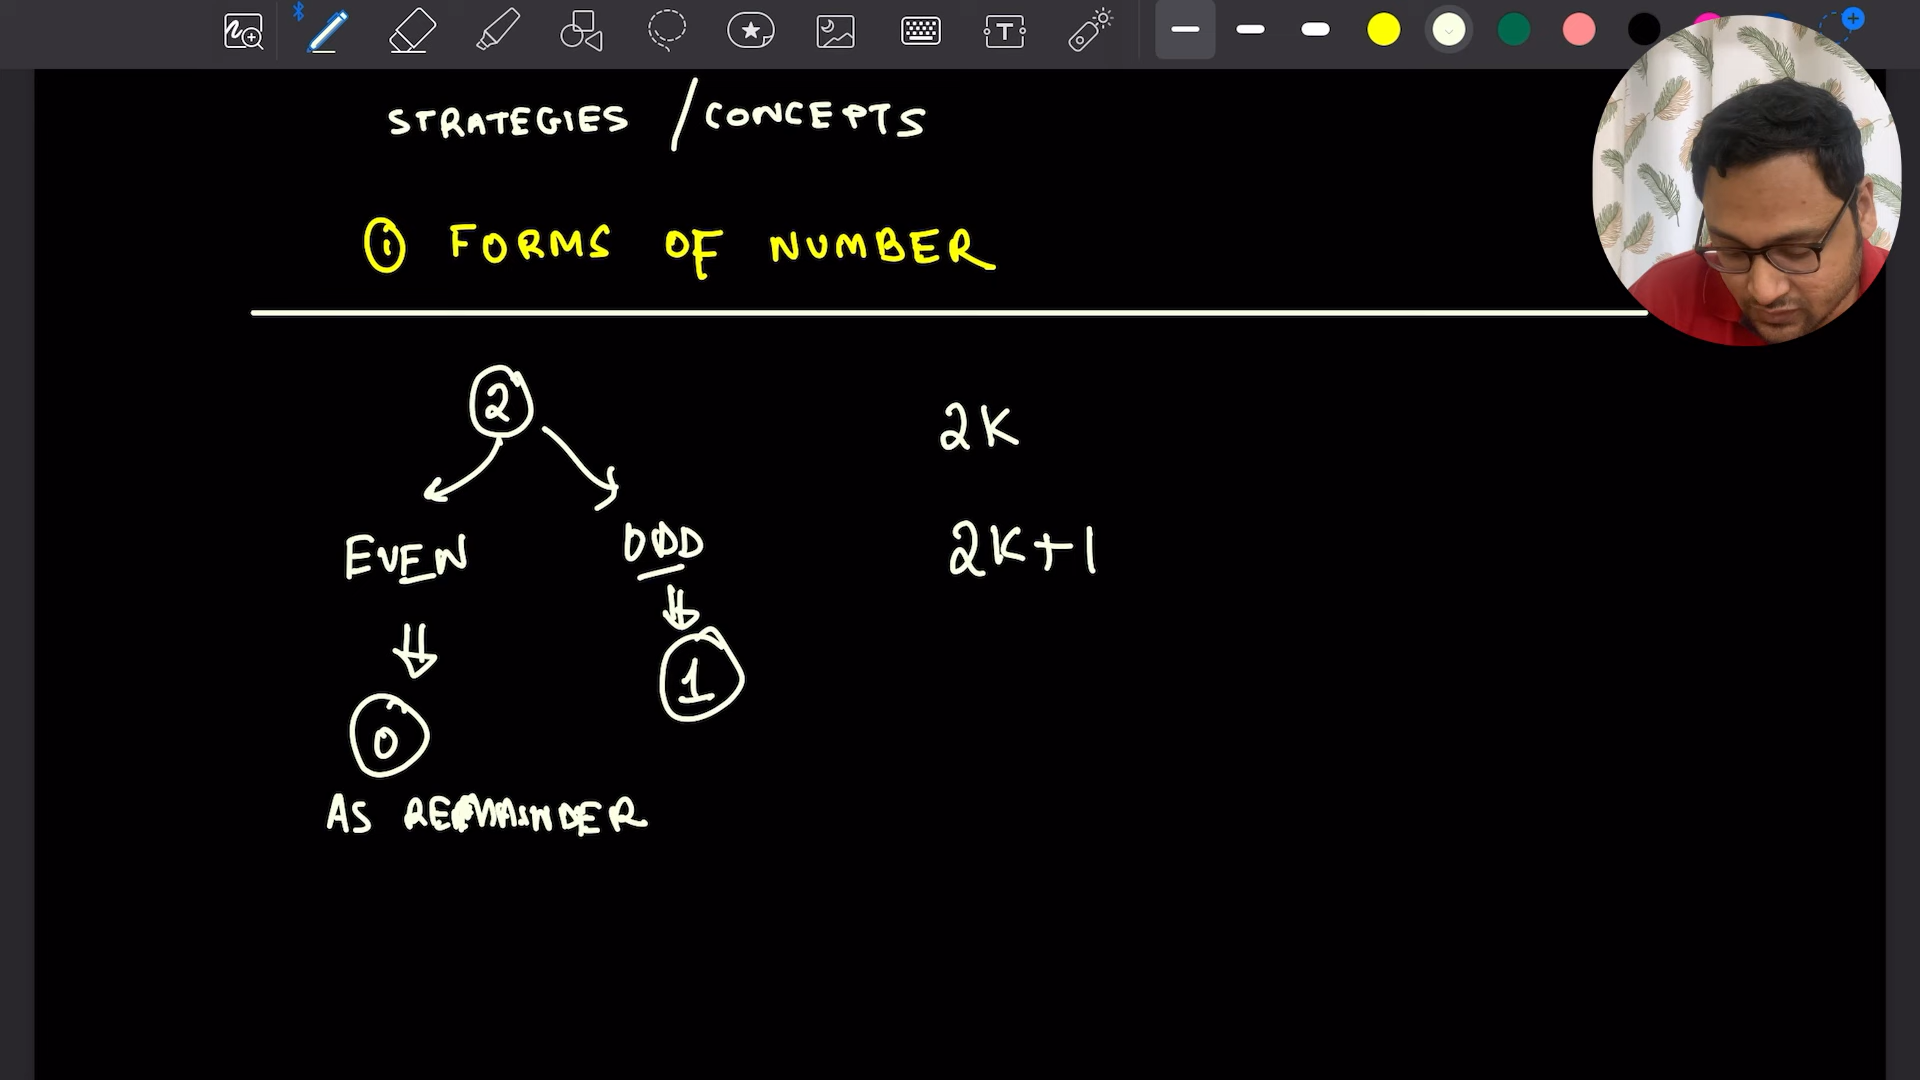 STRATEGIES / CONCEPTS
① FORMS OF NUMBER
2
2K
EVEN
ODD
2K+1
1
0
AS REMAINDER